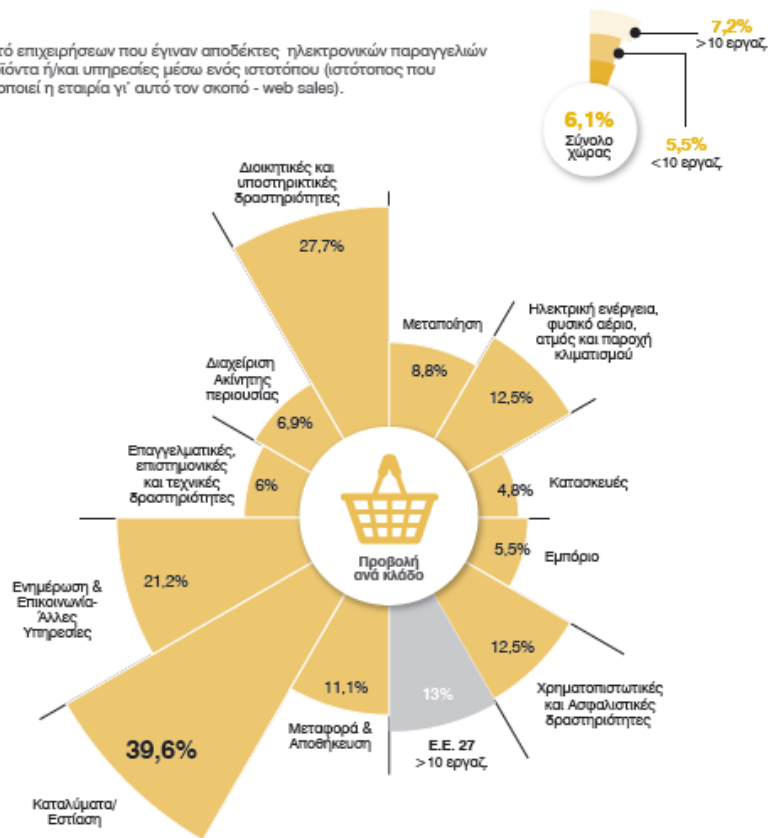 επιχειρήσεων που έγιναν αποδέκτες ηλεκτρονικών παραγγελιών
ή/και υπηρεσίες μέσω ενός ιστοτόπου (ιστότοπος που
η εταιρία γι' αυτό τον σκοπό - web sales).
7,2%
>10 εργαζ.
6,1%
Σύνολο
χώρας
5,5%
<10 εργαζ.
Διοικητικές και
υποστηρικτικές
δραστηριότητες
27,7%
Μεταποίηση
8,8%
Ηλεκτρική ενέργεια,
φυσικό αέριο,
ατμός και παροχή
κλιματισμού
12,5%
Διαχείριση
Ακίνητης
περιουσίας
6,9%
Επαγγελματικές,
επιστημονικές
και τεχνικές
δραστηριότητες
6%
4,8%
Κατασκευές
5,5%
Εμπόριο
Προβολή
ανά κλάδο
Ενημέρωση &
Επικοινωνία-
Άλλες
Υπηρεσίες
21,2%
12,5%
Χρηματοπιστωτικές
και Ασφαλιστικές
δραστηριότητες
11,1%
Μεταφορά &
Αποθήκευση
13%
Ε.Ε. 27
>10 εργαζ.
39,6%
Καταλύματα/
Εστίαση